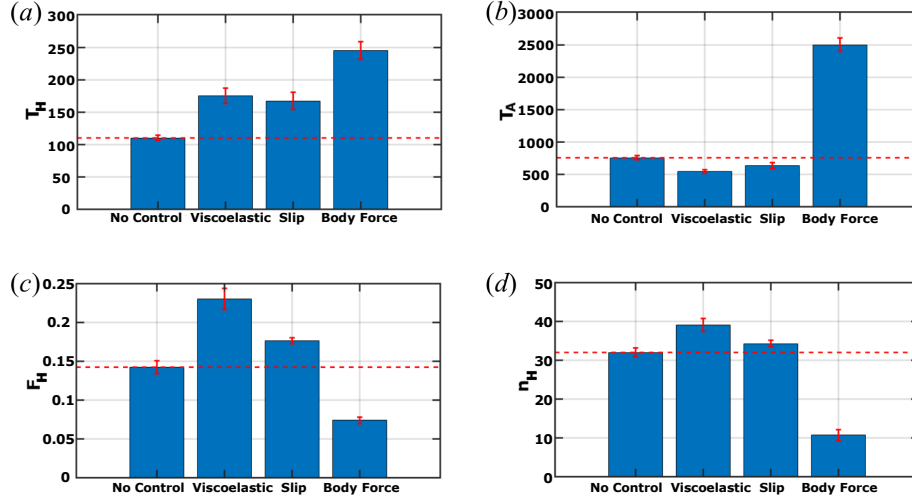 (a)
300
250
200
150
100
50
0
T_H
No Control Viscoelastic Slip Body Force
(b)
3000
2500
2000
1500
1000
500
0
T_A
No Control Viscoelastic Slip Body Force
(c)
0.25
0.2
0.15
0.1
0.05
0
F_H
No Control Viscoelastic Slip Body Force
(d)
50
40
30
20
10
0
n_H
No Control Viscoelastic Slip Body Force